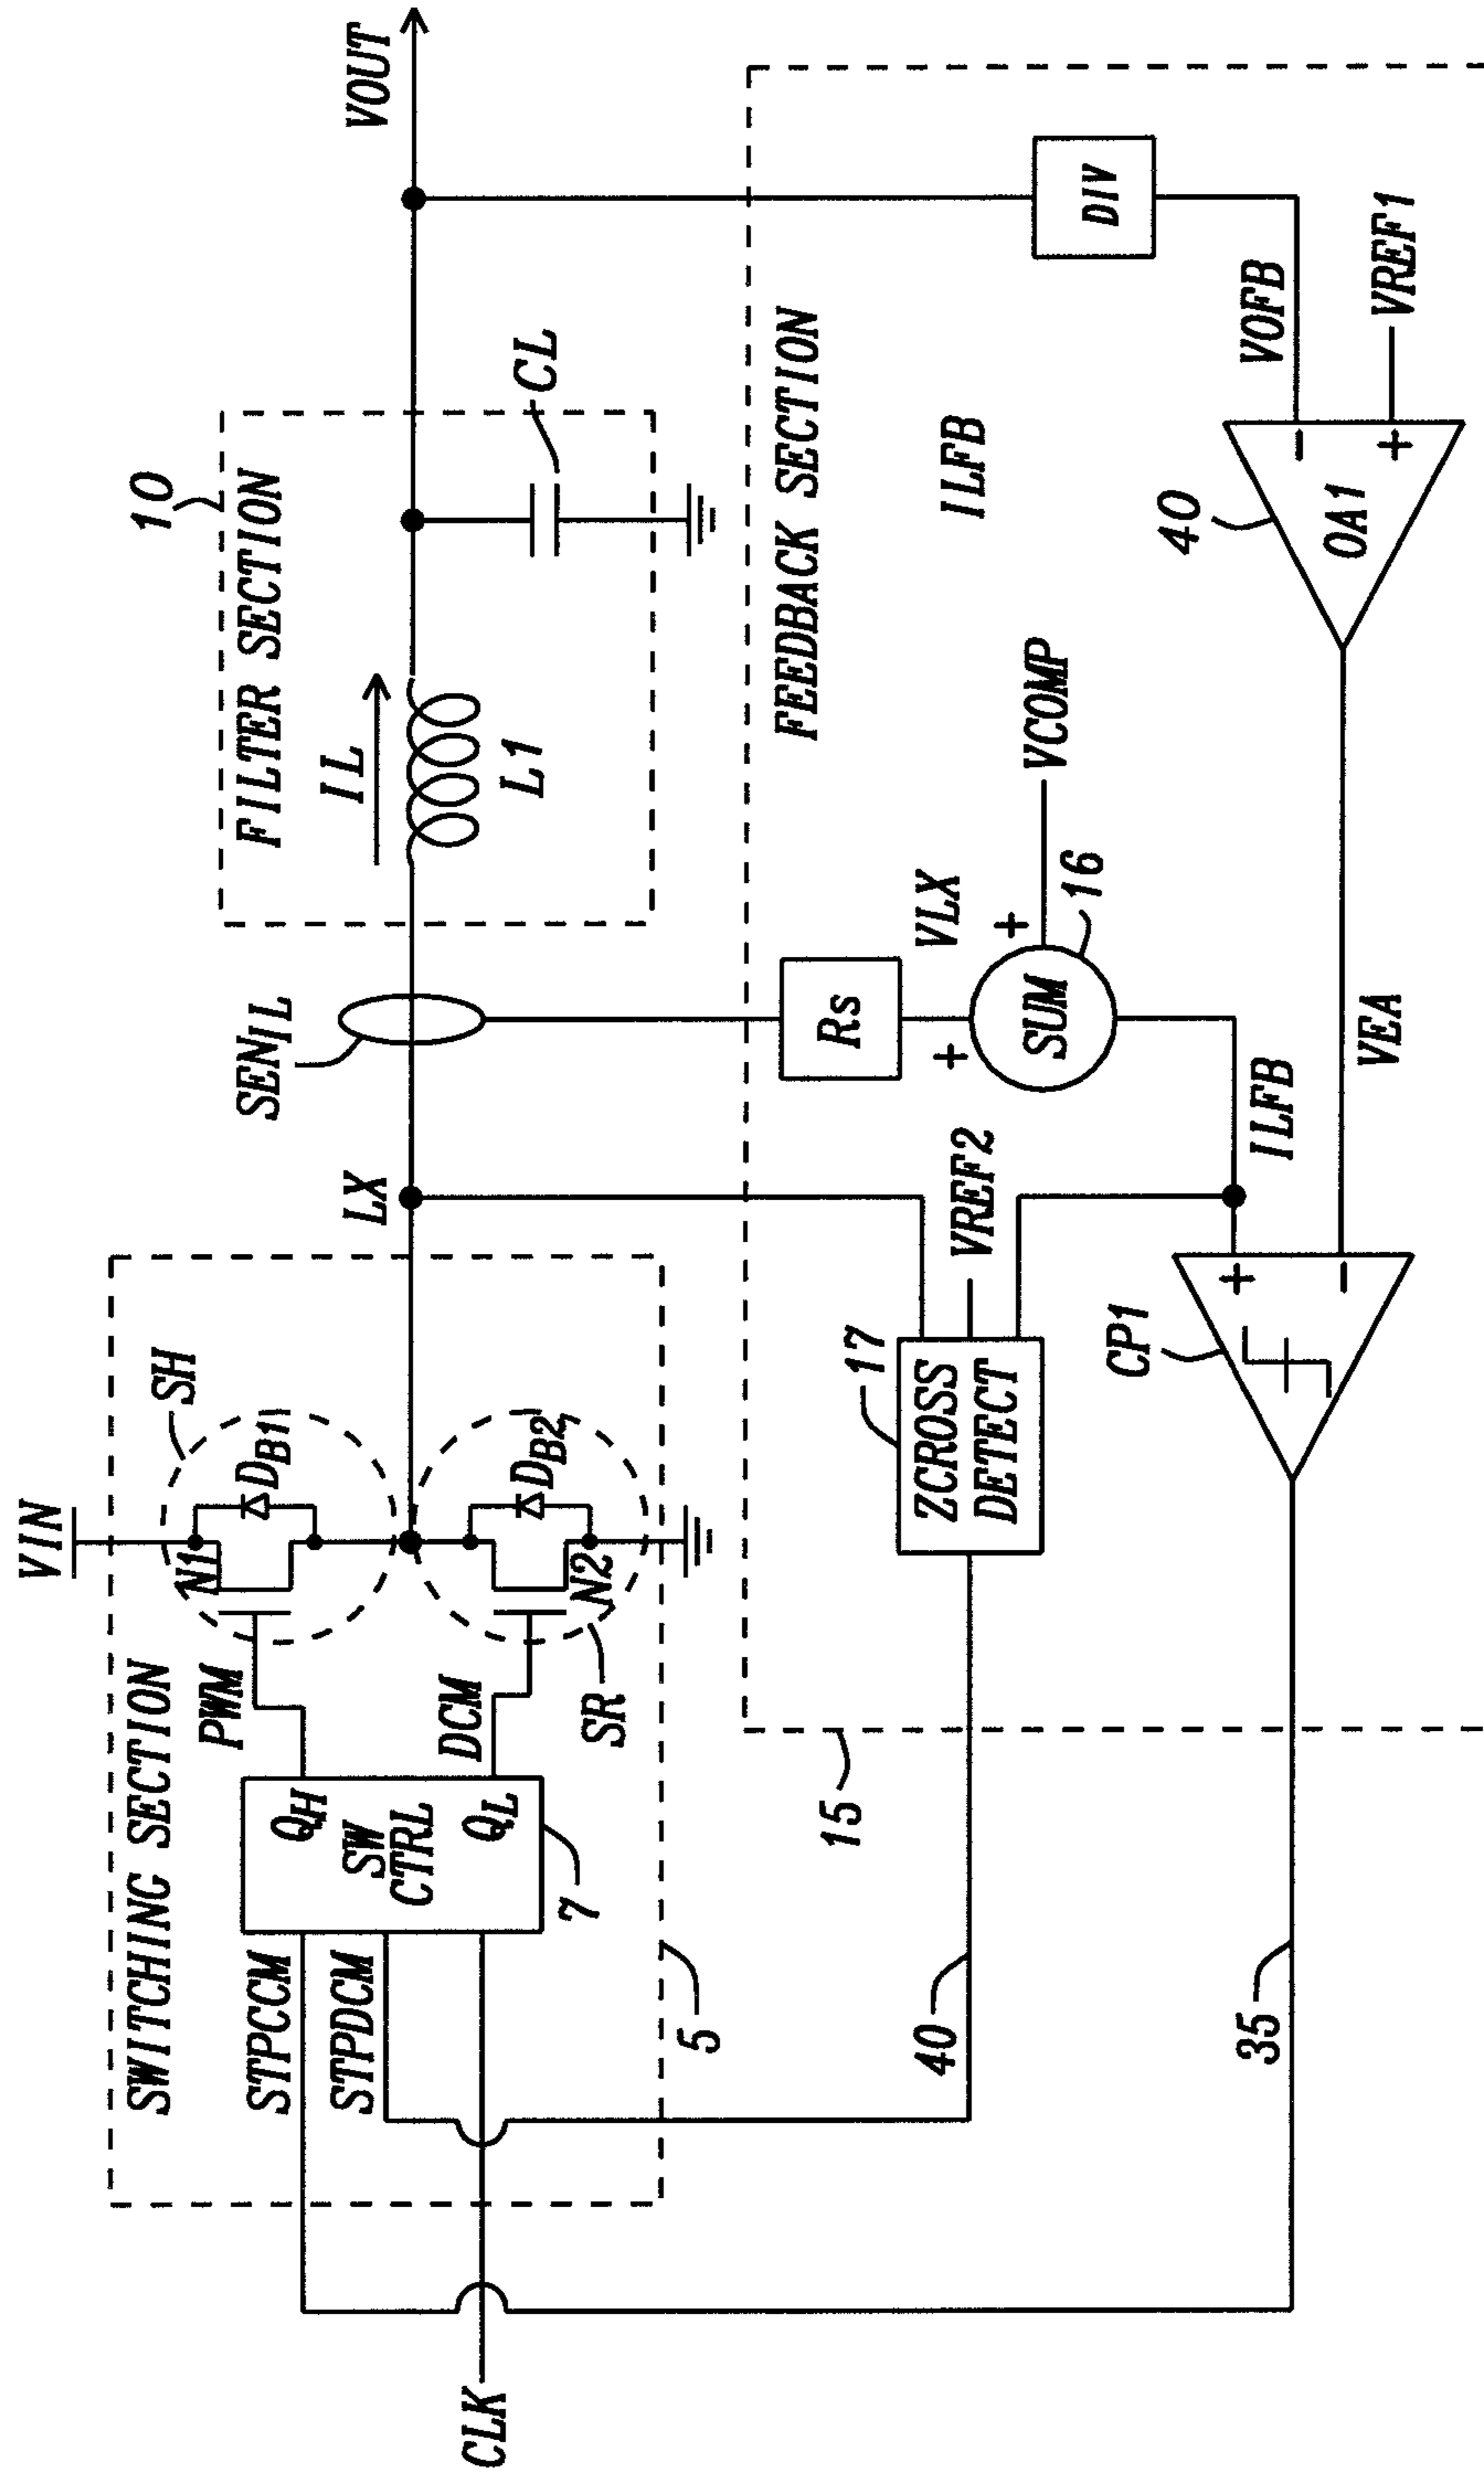 SWITCHING SECTION
VIN
SH
N1
DB1
PWM
STPCCM
STPDCM
QH
SW
CTRL
QL
7
DCM
N2
DB2
SR
CLK
5
LX
SENIL
10
FILTER SECTION
IL
L1
CL
VOUT
FEEDBACK SECTION
15
40
35
17
ZCROSS
DETECT
VREF2
Rs
VLX
+
+
SUM
16
VCOMP
ILFB
DIV
VOFB
VREF1
40
-
+
OA1
VEA
ILFB
CP1
+
-